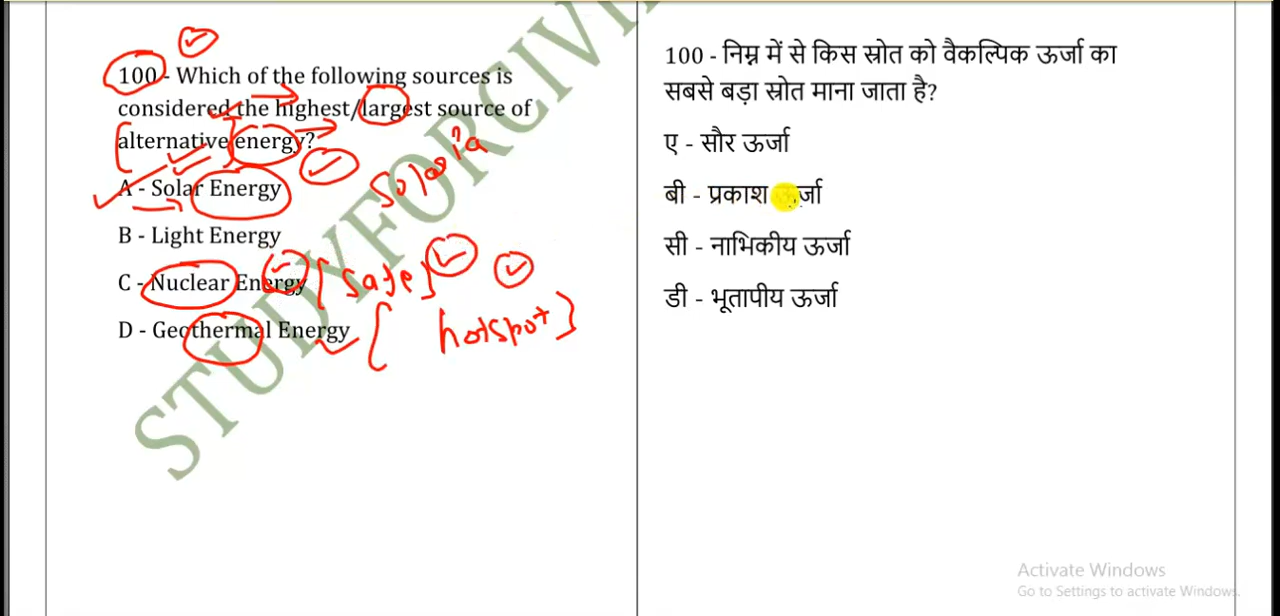 100 - Which of the following sources is
considered the highest/largest source of
alternative energy?
A - Solar Energy
B - Light Energy
C - Nuclear Energy
D - Geothermal Energy
safe
hotspot
STUDYFORCIVI
100 - निम्न में से किस स्रोत को वैकल्पिक ऊर्जा का
सबसे बड़ा स्रोत माना जाता है?
ए - सौर ऊर्जा
बी - प्रकाश ऊर्जा
सी - नाभिकीय ऊर्जा
डी - भूतापीय ऊर्जा
Activate Windows
Go to Settings to activate Windows.